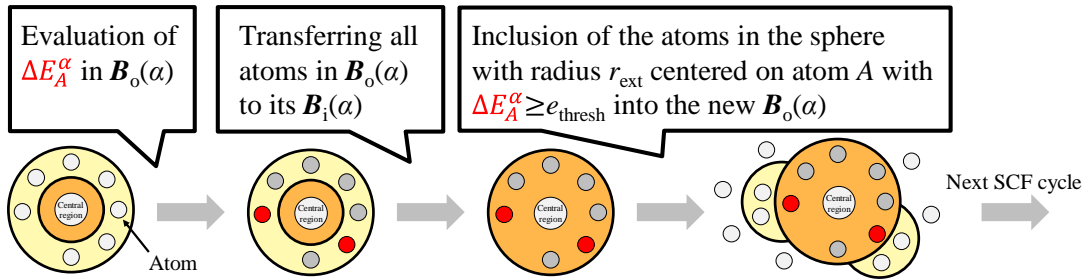 Evaluation of
ΔE_A^α in B_o(α)
Transferring all
atoms in B_o(α)
to its B_i(α)
Inclusion of the atoms in the sphere
with radius r_ext centered on atom A with
ΔE_A^α≥e_thresh into the new B_o(α)
Central
region
Central
region
Central
region
Central
region
Next SCF cycle
Atom